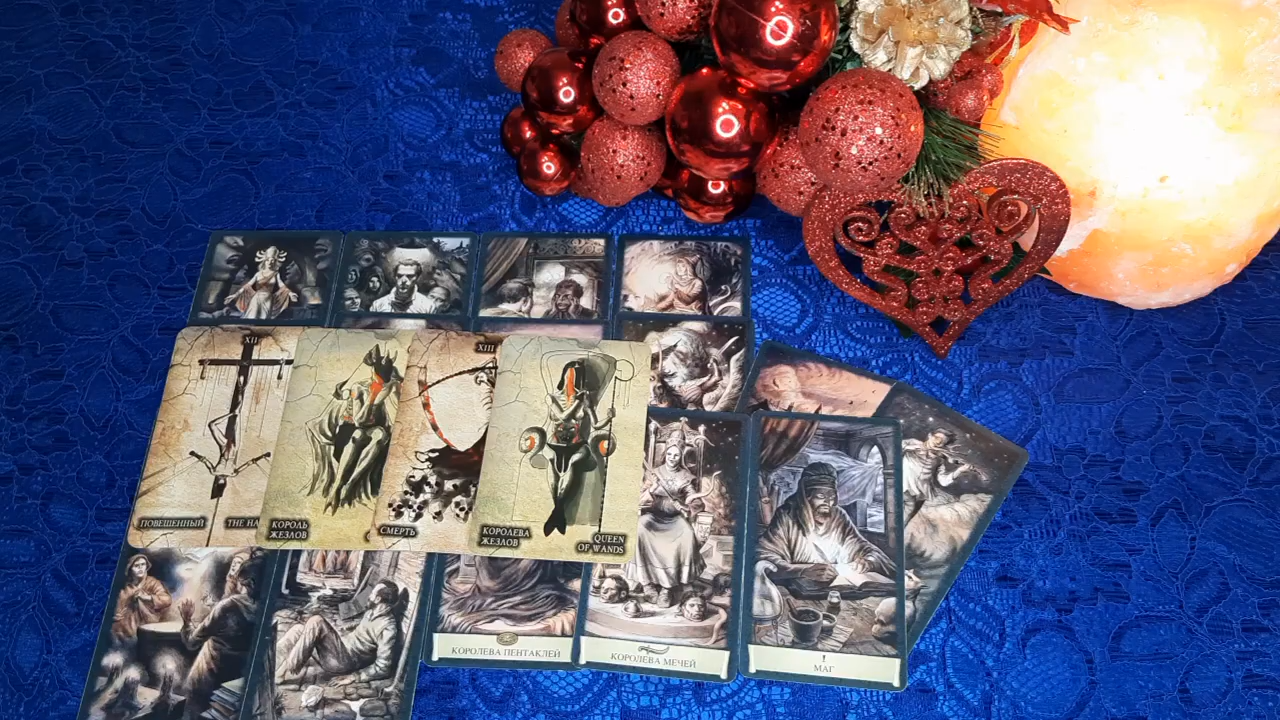 XII
XIII
ПОВЕШЕННЫЙ
THE HA
КОРОЛЬ
ЖЕЗЛОВ
СМЕРТЬ
КОРОЛЕВА
ЖЕЗЛОВ
QUEEN
OF WANDS
КОРОЛЕВА ПЕНТАКЛЕЙ
КОРОЛЕВА МЕЧЕЙ
I
МАГ